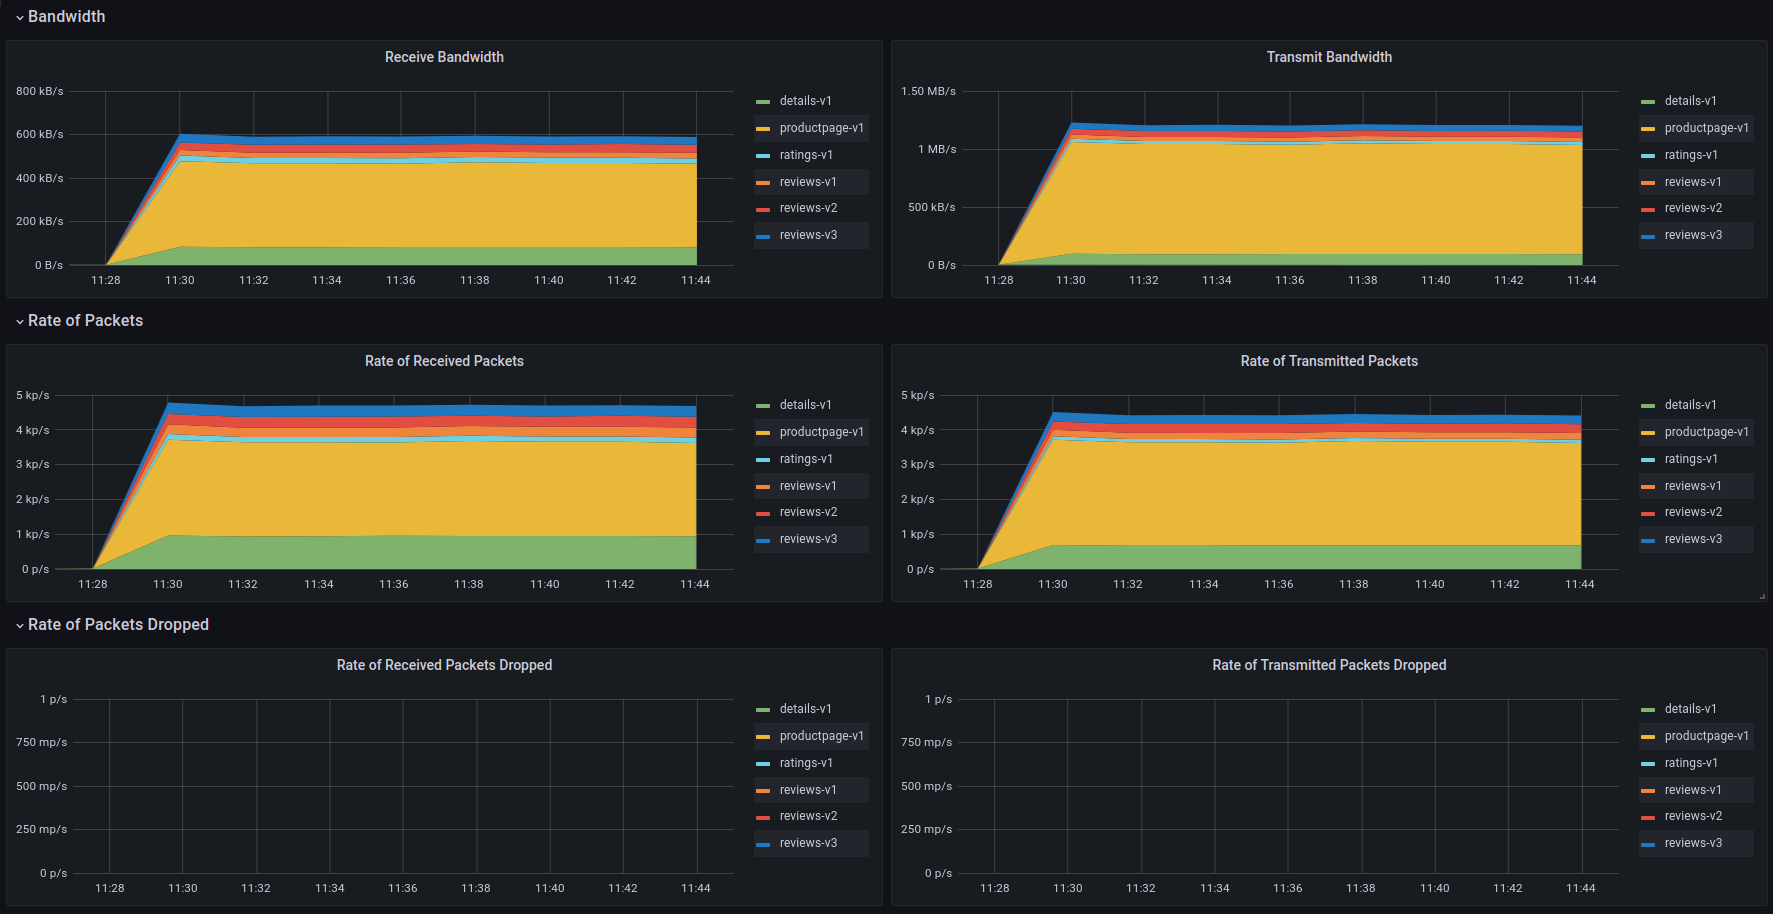 Bandwidth
Receive Bandwidth
800 kB/s
600 kB/s
400 kB/s
200 kB/s
0 B/s
11:28 11:30 11:32 11:34 11:36 11:38 11:40 11:42 11:44
details-v1
productpage-v1
ratings-v1
reviews-v1
reviews-v2
reviews-v3
Transmit Bandwidth
1.50 MB/s
1 MB/s
500 kB/s
0 B/s
11:28 11:30 11:32 11:34 11:36 11:38 11:40 11:42 11:44
details-v1
productpage-v1
ratings-v1
reviews-v1
reviews-v2
reviews-v3
Rate of Packets
Rate of Received Packets
5 kp/s
4 kp/s
3 kp/s
2 kp/s
1 kp/s
0 p/s
11:28 11:30 11:32 11:34 11:36 11:38 11:40 11:42 11:44
details-v1
productpage-v1
ratings-v1
reviews-v1
reviews-v2
reviews-v3
Rate of Transmitted Packets
5 kp/s
4 kp/s
3 kp/s
2 kp/s
1 kp/s
0 p/s
11:28 11:30 11:32 11:34 11:36 11:38 11:40 11:42 11:44
details-v1
productpage-v1
ratings-v1
reviews-v1
reviews-v2
reviews-v3
Rate of Packets Dropped
Rate of Received Packets Dropped
1 p/s
750 mp/s
500 mp/s
250 mp/s
0 p/s
11:28 11:30 11:32 11:34 11:36 11:38 11:40 11:42 11:44
details-v1
productpage-v1
ratings-v1
reviews-v1
reviews-v2
reviews-v3
Rate of Transmitted Packets Dropped
1 p/s
750 mp/s
500 mp/s
250 mp/s
0 p/s
11:28 11:30 11:32 11:34 11:36 11:38 11:40 11:42 11:44
details-v1
productpage-v1
ratings-v1
reviews-v1
reviews-v2
reviews-v3